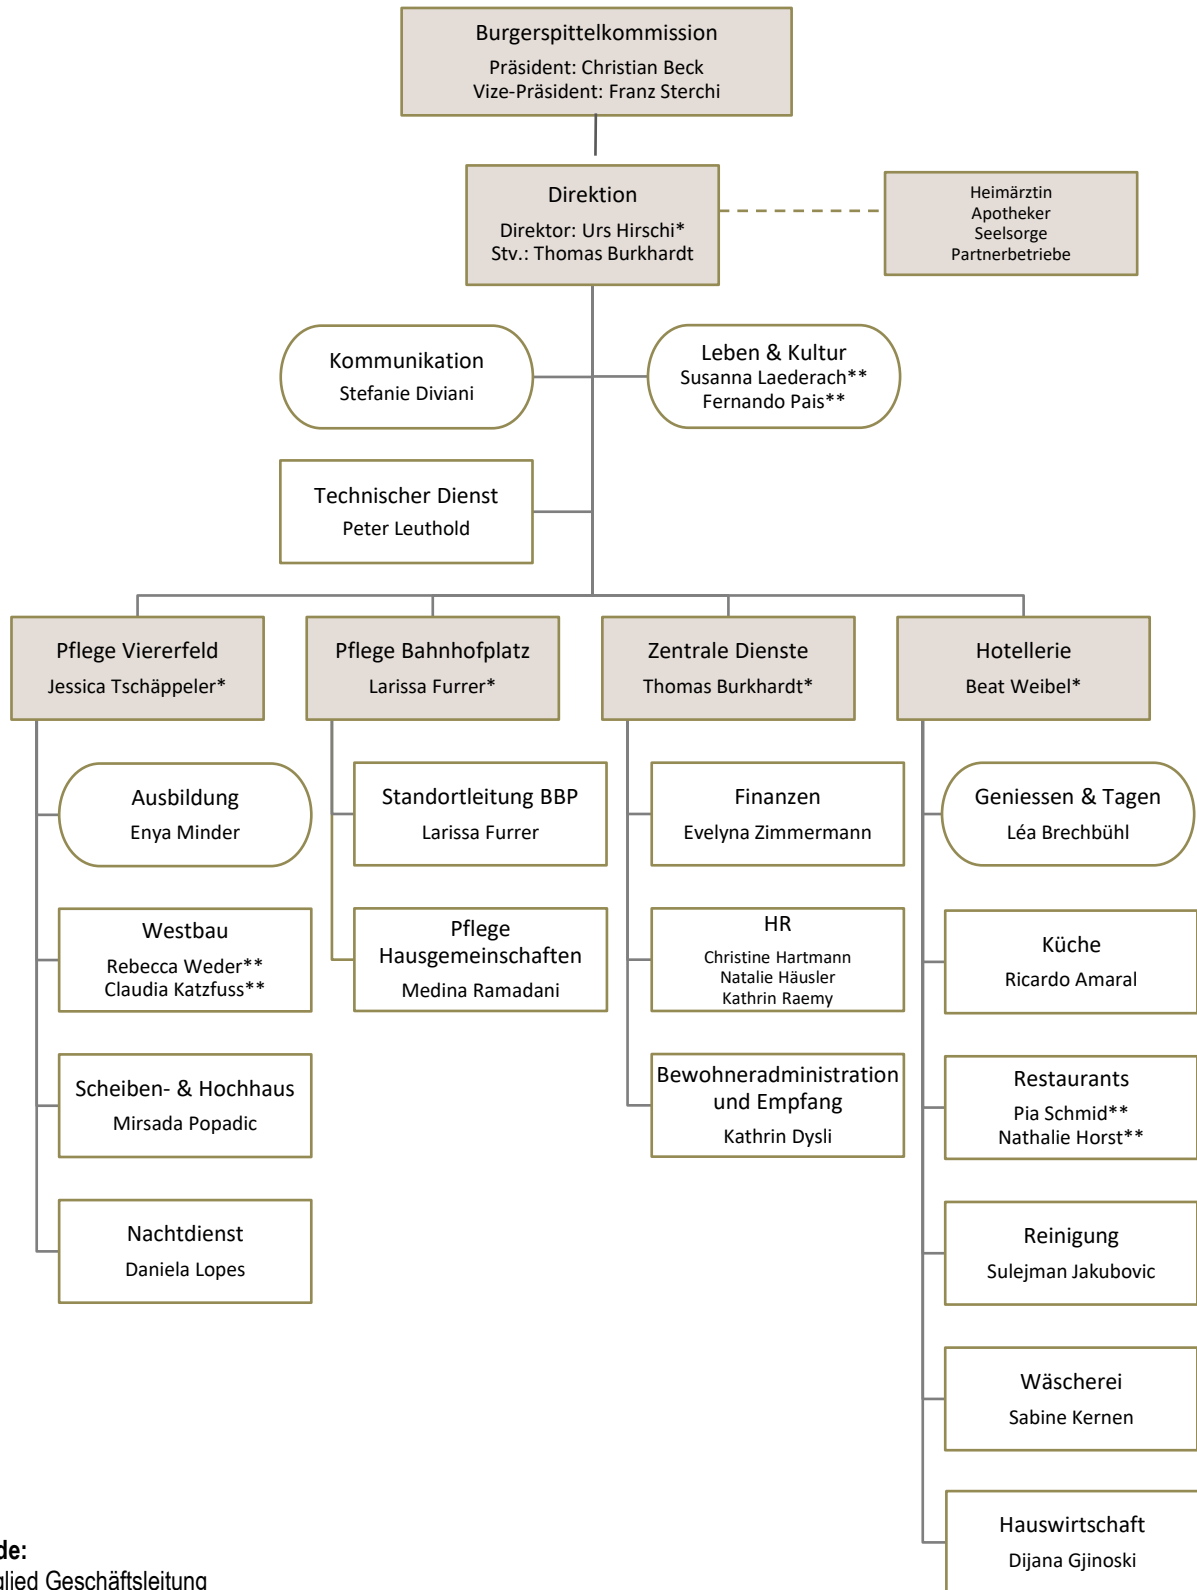 Burgerspittelkommission
Präsident: Christian Beck
Vize-Präsident: Franz Sterchi
Direktion
Direktor: Urs Hirschi*
Stv.: Thomas Burkhardt
Heimärztin
Apotheker
Seelsorge
Partnerbetriebe
Kommunikation
Stefanie Diviani
Leben & Kultur
Susanna Laederach**
Fernando Pais**
Technischer Dienst
Peter Leuthold
Pflege Viererfeld
Jessica Tschäppeler*
Pflege Bahnhofplatz
Larissa Furrer*
Zentrale Dienste
Thomas Burkhardt*
Hotellerie
Beat Weibel*
Ausbildung
Enya Minder
Westbau
Rebecca Weder**
Claudia Katzfuss**
Scheiben- & Hochhaus
Mirsada Popadic
Nachtdienst
Daniela Lopes
Standortleitung BBP
Larissa Furrer
Pflege
Hausgemeinschaften
Medina Ramadani
Finanzen
Evelyna Zimmermann
HR
Christine Hartmann
Natalie Häusler
Kathrin Raemy
Bewohneradministration
und Empfang
Kathrin Dysli
Geniessen & Tagen
Léa Brechbühl
Küche
Ricardo Amaral
Restaurants
Pia Schmid**
Nathalie Horst**
Reinigung
Sulejman Jakubovic
Wäscherei
Sabine Kernen
Hauswirtschaft
Dijana Gjinoski
de:
glied Geschäftsleitung